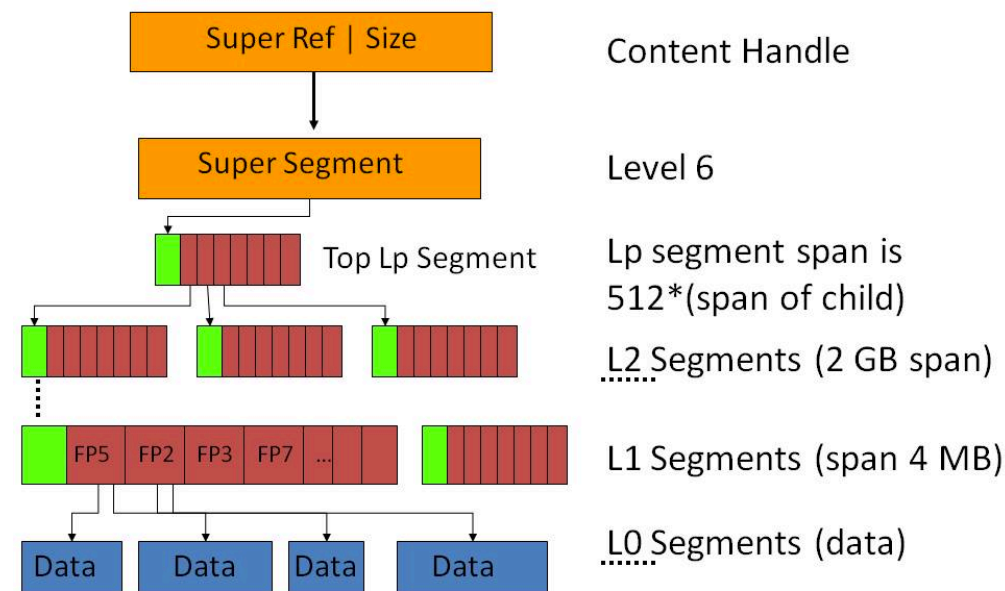 Super Ref | Size
Content Handle
Super Segment
Level 6
Top Lp Segment
Lp segment span is
512*(span of child)
L2 Segments (2 GB span)
FP5 FP2 FP3 FP7 ...
L1 Segments (span 4 MB)
L0 Segments (data)
Data Data Data Data